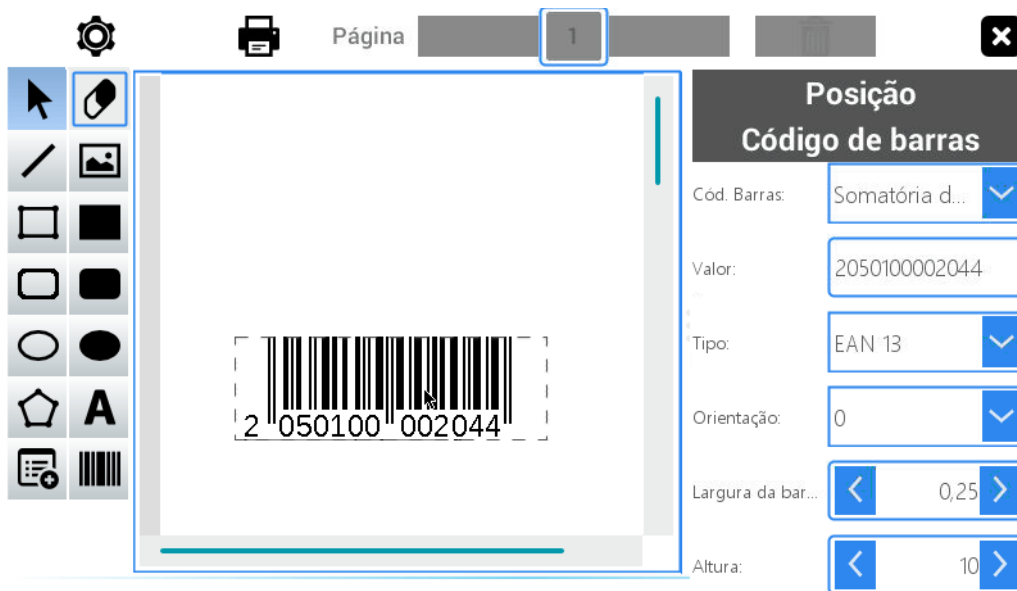 Página 1
Posição
Código de barras
Cód. Barras: Somatória d...
Valor: 2050100002044
Tipo: EAN 13
Orientação: 0
Largura da bar... 0,25
Altura: 10
A
2 050100 002044